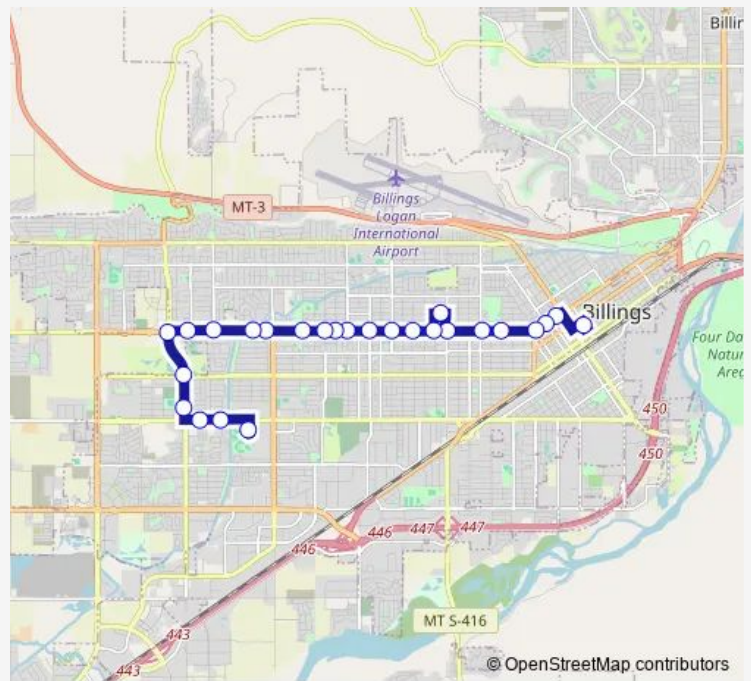 Billir
MT-3
Billings
Logan
International
Airport
Billings
Four Da
Natur
Area
450
450
446
446
447
447
MT S-416
443
443
© OpenStreetMap contributors